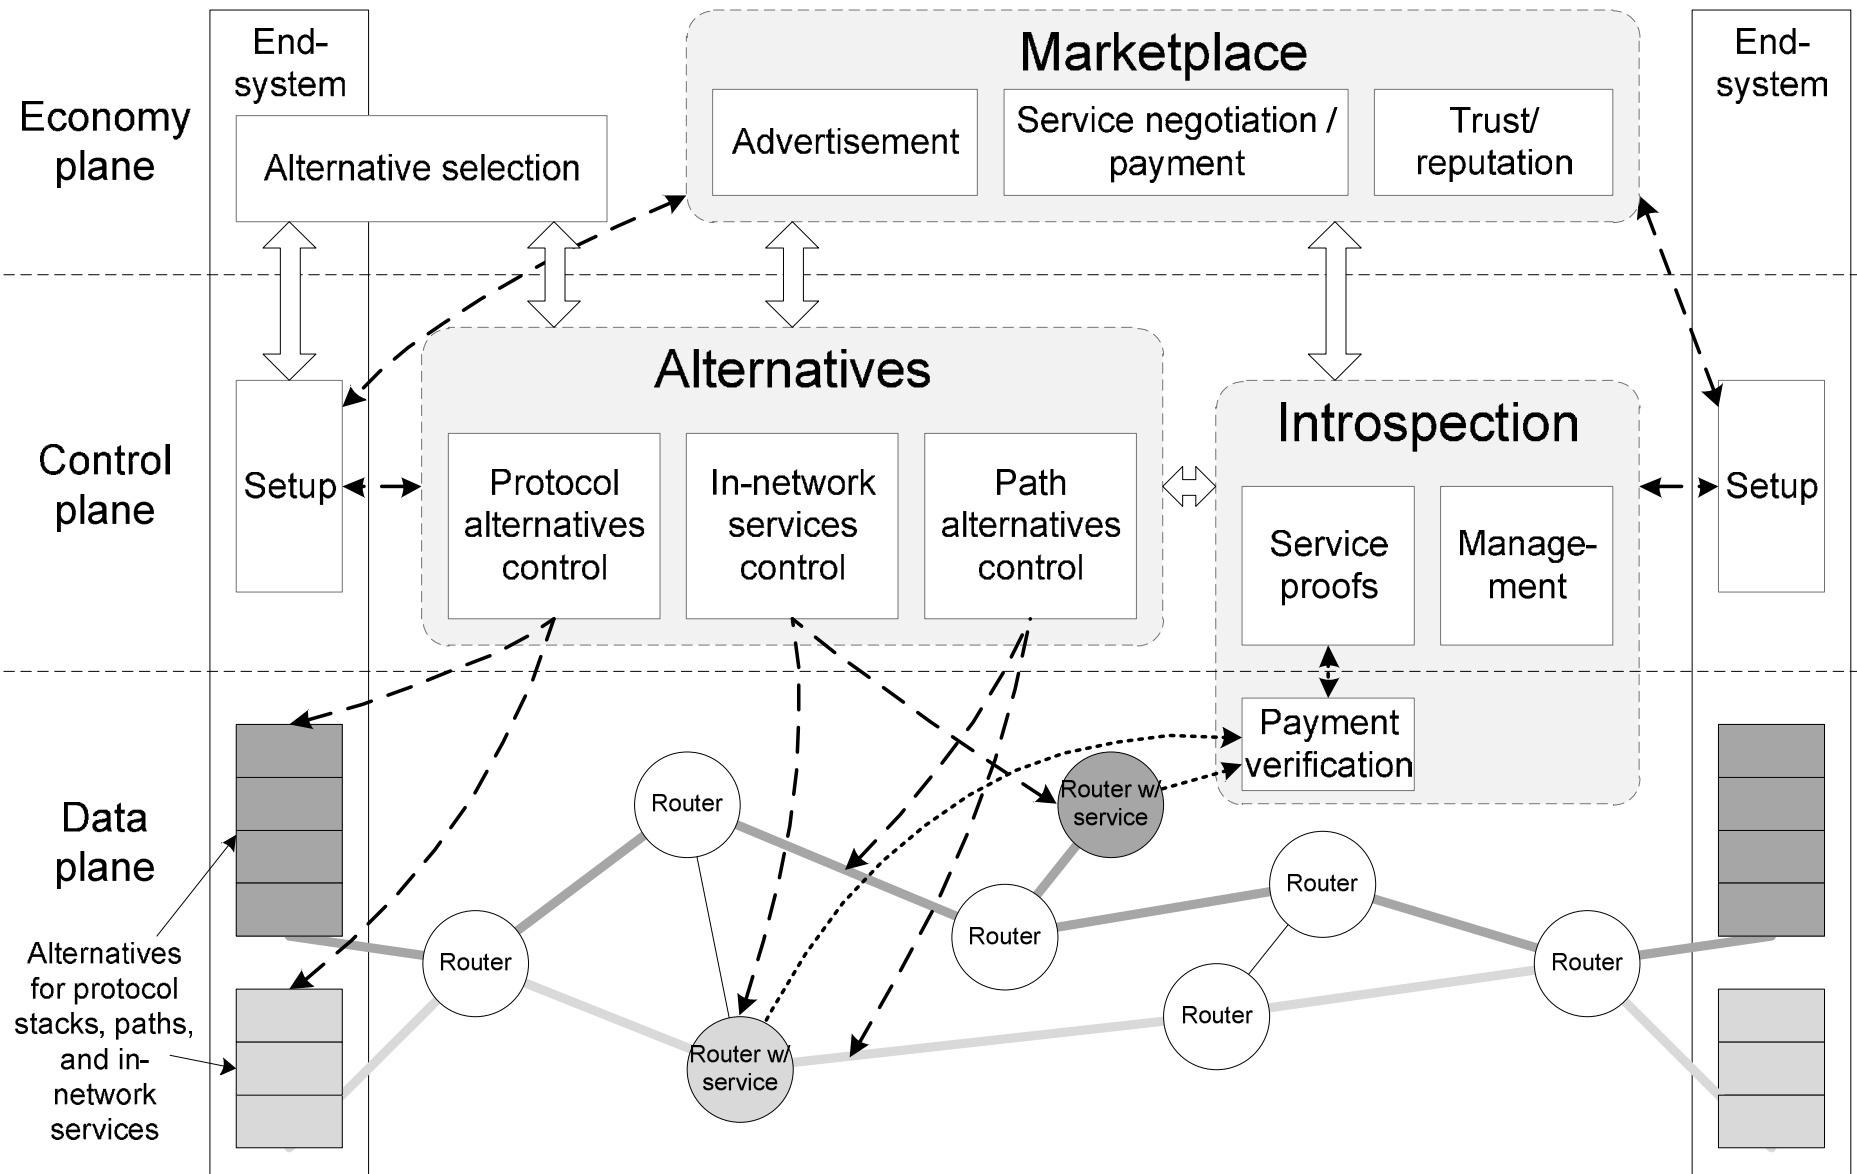 End-
system
Marketplace
End-
system
Economy
plane
Alternative selection
Advertisement
Service negotiation /
payment
Trust/
reputation
Control
plane
Setup
Alternatives
Protocol
alternatives
control
In-network
services
control
Path
alternatives
control
Introspection
Service
proofs
Manage-
ment
Setup
Payment
verification
Data
plane
Router
Router w/
service
Router
Router
Router
Router
Router
Router w/
service
Alternatives
for protocol
stacks, paths,
and in-
network
services